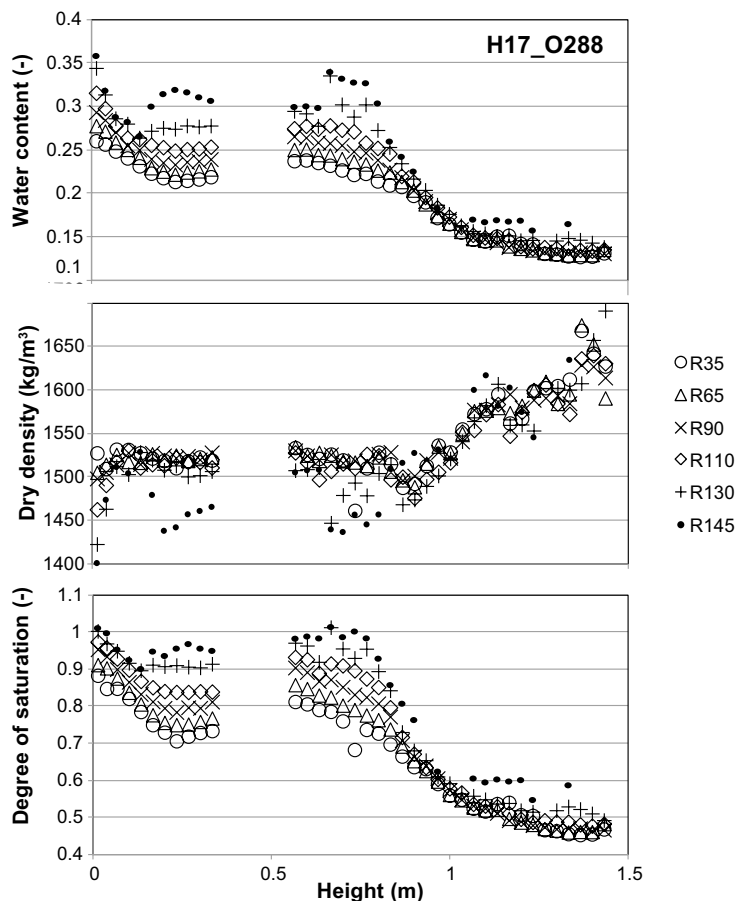 H17_O288
Water content (-)
0.4
0.35
0.3
0.25
0.2
0.15
0.1
Dry density (kg/m³)
1650
1600
1550
1500
1450
1400
R35
R65
R90
R110
R130
R145
Degree of saturation (-)
1.1
1
0.9
0.8
0.7
0.6
0.5
0.4
0
0.5
1
1.5
Height (m)